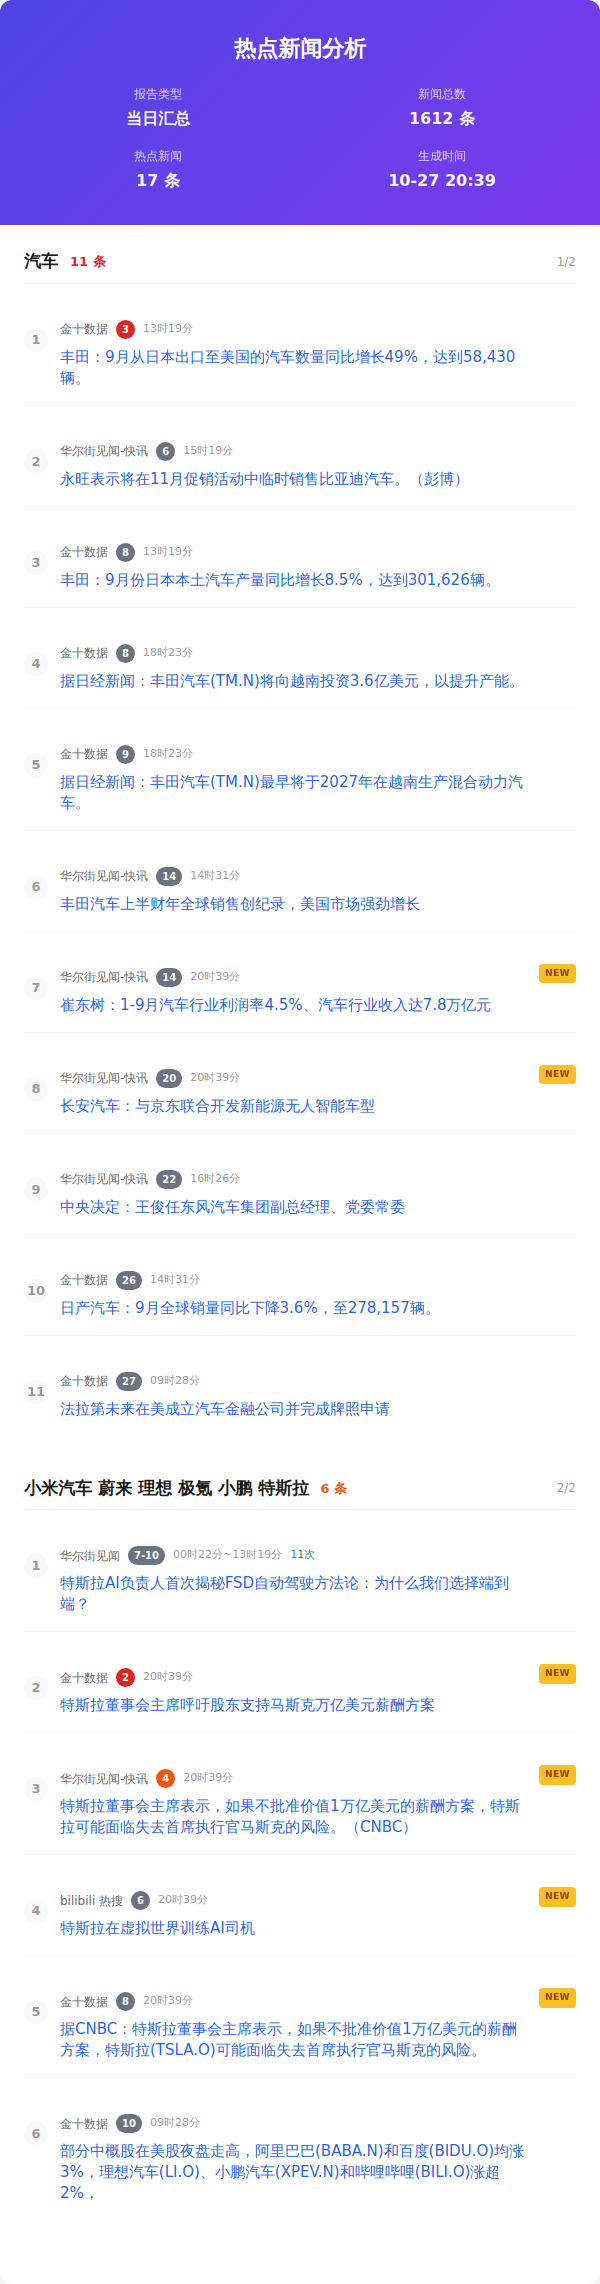 热点新闻分析
报告类型
新闻总数
当日汇总
1612 条
热点新闻
生成时间
17 条
10-27 20:39
汽车 11 条 1/2
1
金十数据 3 13时19分
丰田：9月从日本出口至美国的汽车数量同比增长49%，达到58,430
辆。
2
华尔街见闻-快讯 6 15时19分
永旺表示将在11月促销活动中临时销售比亚迪汽车。（彭博）
3
金十数据 8 13时19分
丰田：9月份日本本土汽车产量同比增长8.5%，达到301,626辆。
4
金十数据 8 18时23分
据日经新闻：丰田汽车(TM.N)将向越南投资3.6亿美元，以提升产能。
5
金十数据 9 18时23分
据日经新闻：丰田汽车(TM.N)最早将于2027年在越南生产混合动力汽
车。
6
华尔街见闻-快讯 14 14时31分
丰田汽车上半财年全球销售创纪录，美国市场强劲增长
7
华尔街见闻-快讯 14 20时39分 NEW
崔东树：1-9月汽车行业利润率4.5%、汽车行业收入达7.8万亿元
8
华尔街见闻-快讯 20 20时39分 NEW
长安汽车：与京东联合开发新能源无人智能车型
9
华尔街见闻-快讯 22 16时26分
中央决定：王俊任东风汽车集团副总经理、党委常委
10
金十数据 26 14时31分
日产汽车：9月全球销量同比下降3.6%，至278,157辆。
11
金十数据 27 09时28分
法拉第未来在美成立汽车金融公司并完成牌照申请
小米汽车 蔚来 理想 极氪 小鹏 特斯拉 6 条 2/2
1
华尔街见闻 7-10 00时22分~13时19分 11次
特斯拉AI负责人首次揭秘FSD自动驾驶方法论：为什么我们选择端到
端？
2
金十数据 2 20时39分 NEW
特斯拉董事会主席呼吁股东支持马斯克万亿美元薪酬方案
3
华尔街见闻-快讯 4 20时39分 NEW
特斯拉董事会主席表示，如果不批准价值1万亿美元的薪酬方案，特斯
拉可能面临失去首席执行官马斯克的风险。（CNBC）
4
bilibili 热搜 6 20时39分 NEW
特斯拉在虚拟世界训练AI司机
5
金十数据 8 20时39分 NEW
据CNBC：特斯拉董事会主席表示，如果不批准价值1万亿美元的薪酬
方案，特斯拉(TSLA.O)可能面临失去首席执行官马斯克的风险。
6
金十数据 10 09时28分
部分中概股在美股夜盘走高，阿里巴巴(BABA.N)和百度(BIDU.O)均涨
3%，理想汽车(LI.O)、小鹏汽车(XPEV.N)和哔哩哔哩(BILI.O)涨超
2%，